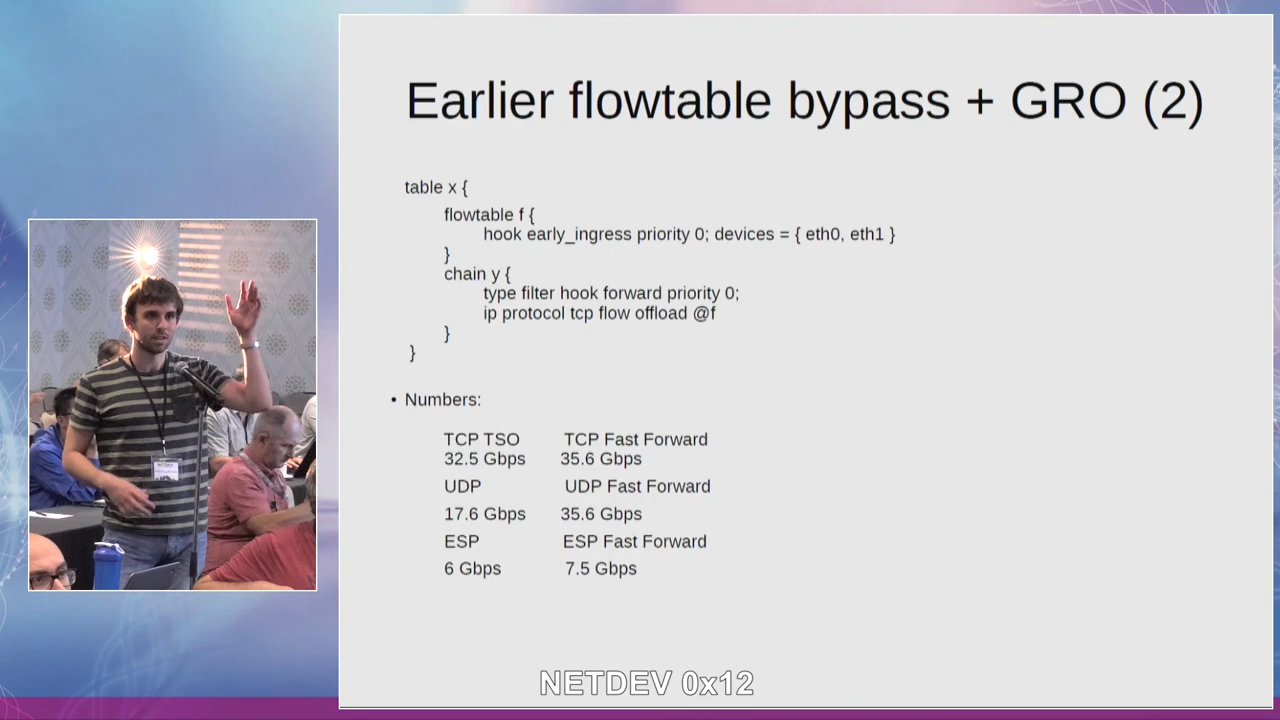 Earlier flowtable bypass + GRO (2)
table x {
flowtable f {
hook early_ingress priority 0; devices = { eth0, eth1 }
}
chain y {
type filter hook forward priority 0;
ip protocol tcp flow offload @f
}
}
• Numbers:
TCP TSO TCP Fast Forward
32.5 Gbps 35.6 Gbps
UDP UDP Fast Forward
17.6 Gbps 35.6 Gbps
ESP ESP Fast Forward
6 Gbps 7.5 Gbps
NETDEV 0x12